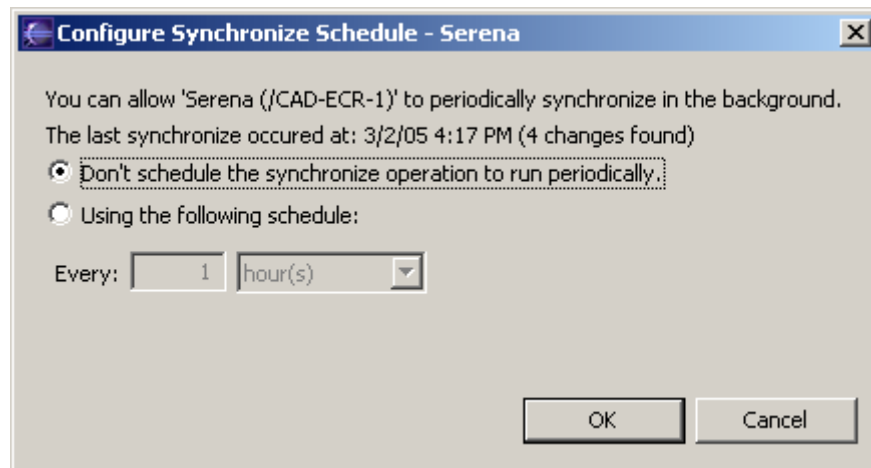 Configure Synchronize Schedule - Serena
You can allow 'Serena (/CAD-ECR-1)' to periodically synchronize in the background.
The last synchronize occured at: 3/2/05 4:17 PM (4 changes found)
Don't schedule the synchronize operation to run periodically.
Using the following schedule:
Every: 1 hour(s)
OK Cancel